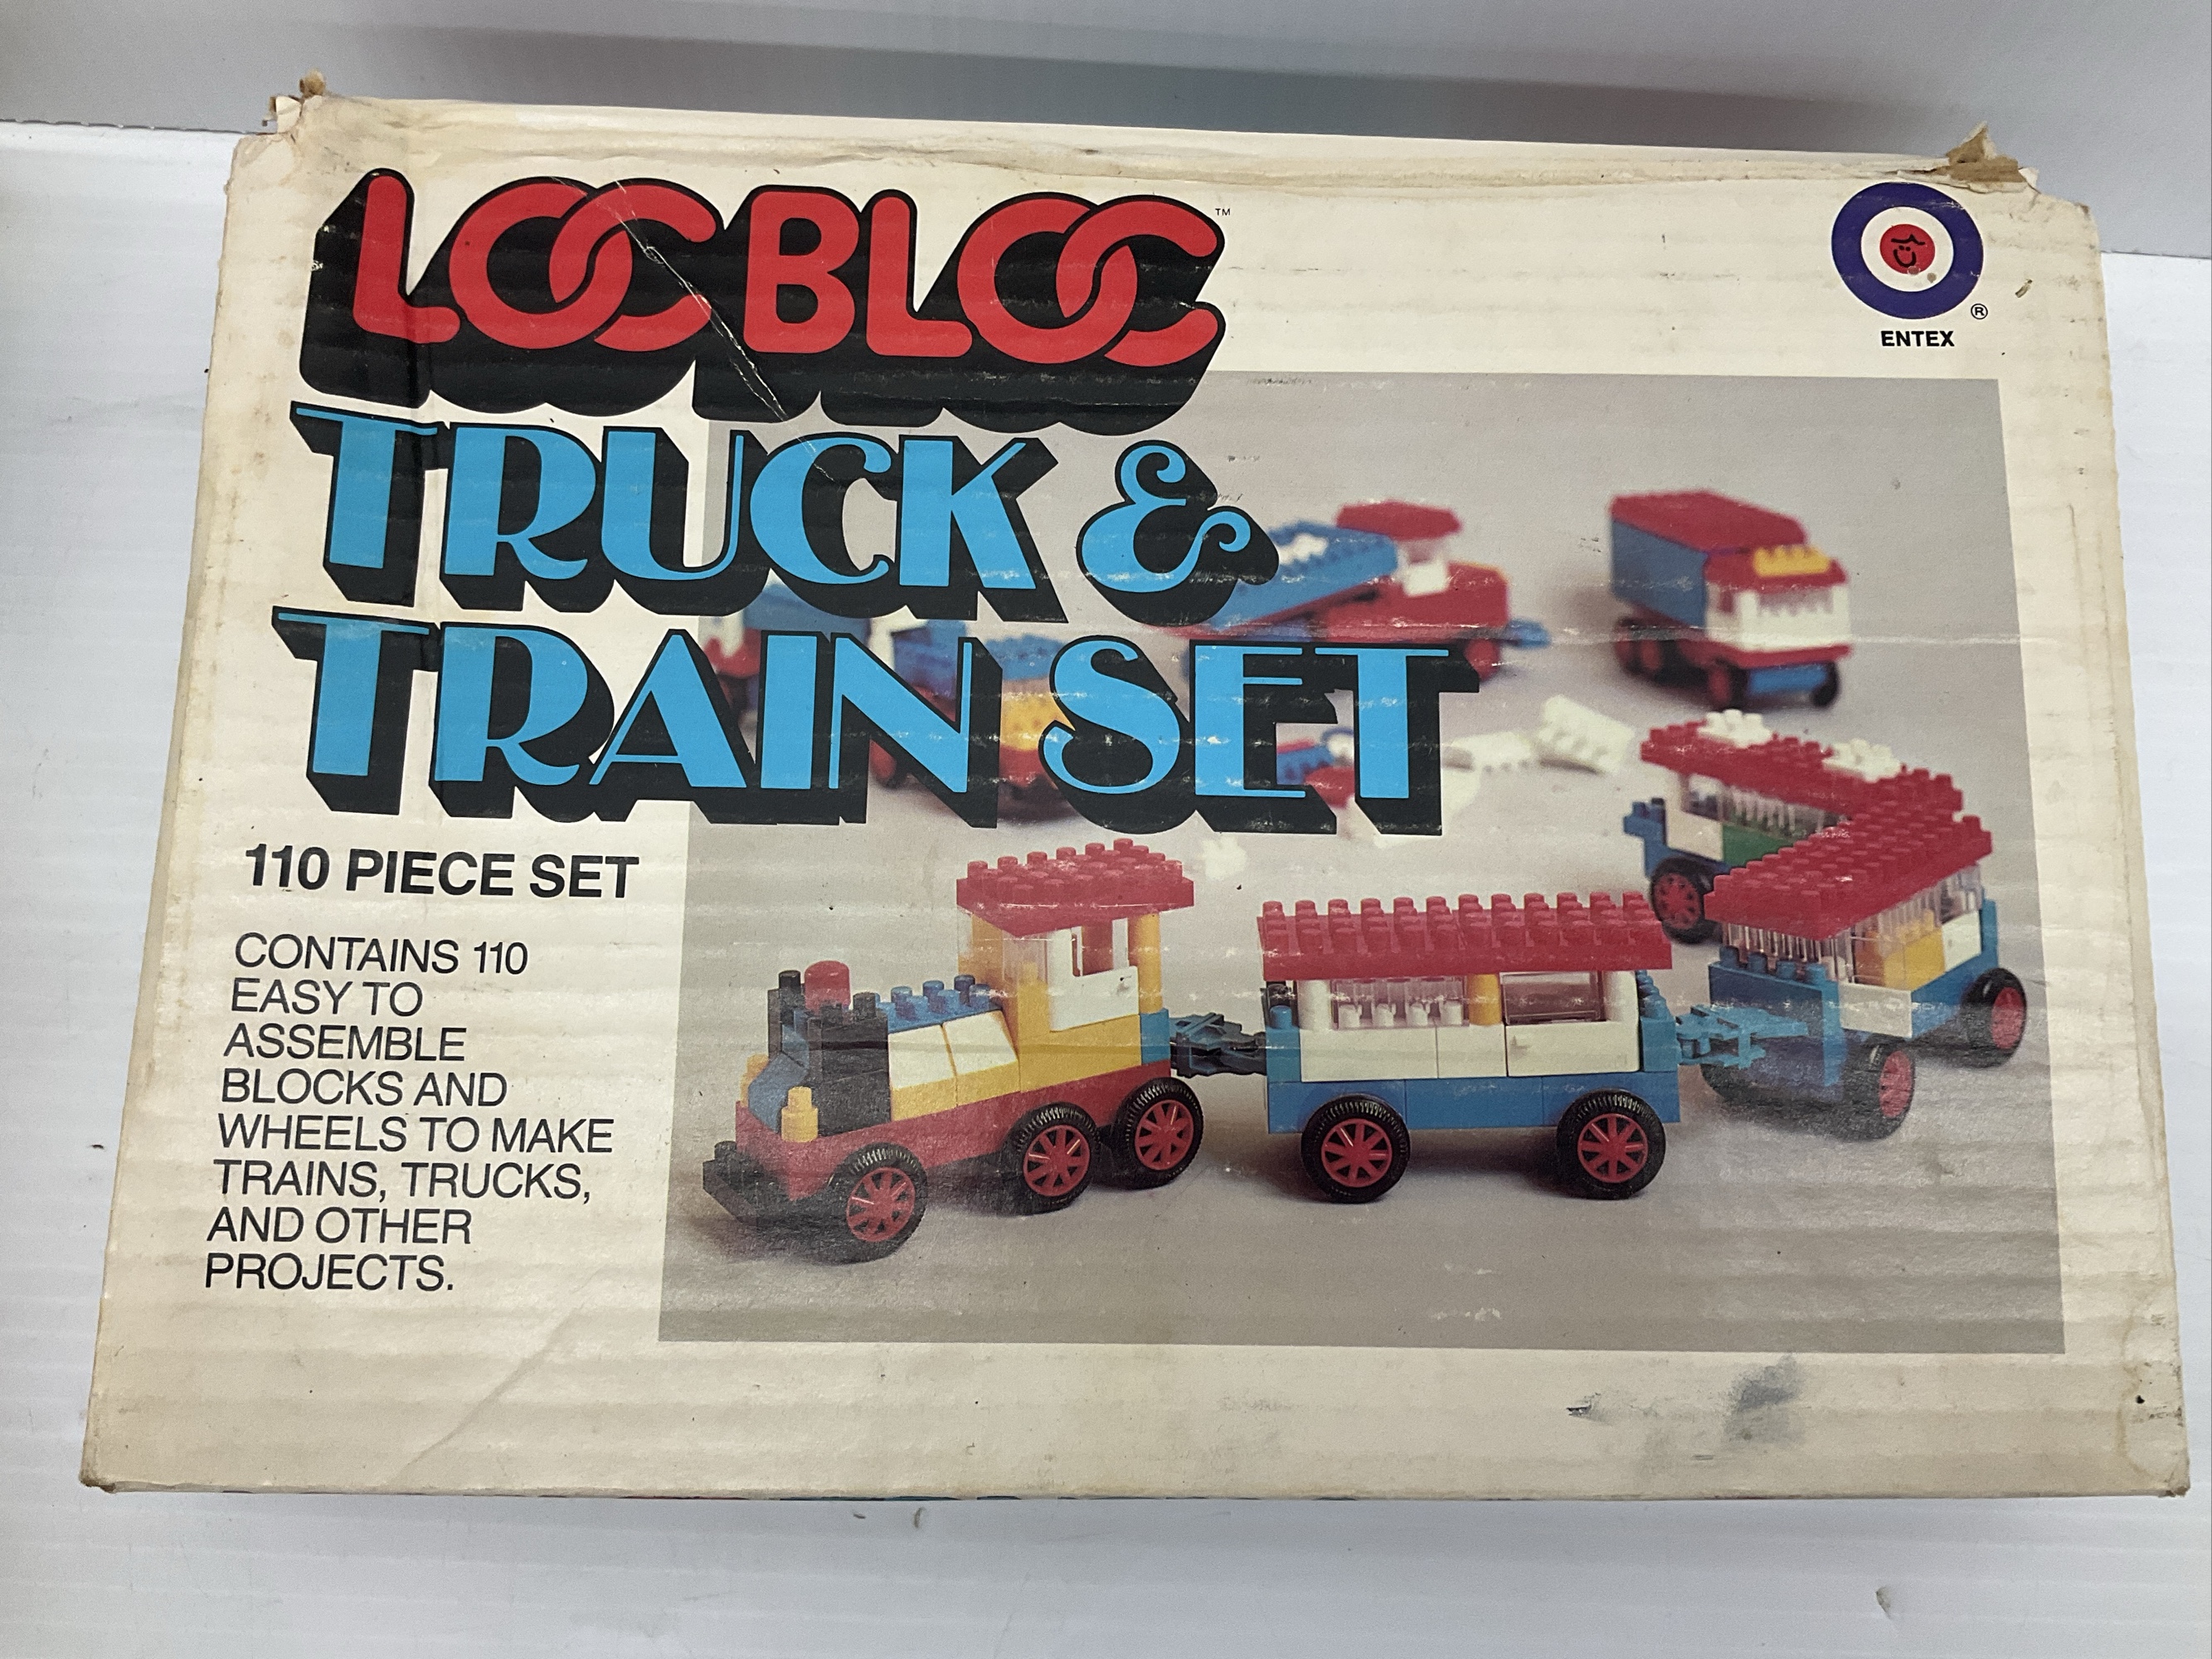 LOC BLOC™
TRUCK &
TRAIN SET
110 PIECE SET
CONTAINS 110
EASY TO
ASSEMBLE
BLOCKS AND
WHEELS TO MAKE
TRAINS, TRUCKS,
AND OTHER
PROJECTS.
®
ENTEX